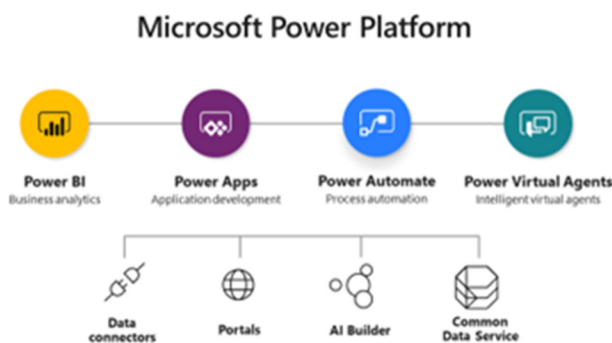 Microsoft Power Platform
Power BI
Business analytics
Power Apps
Application development
Power Automate
Process automation
Power Virtual Agents
Intelligent virtual agents
Data
connectors
Portals
AI Builder
Common
Data Service